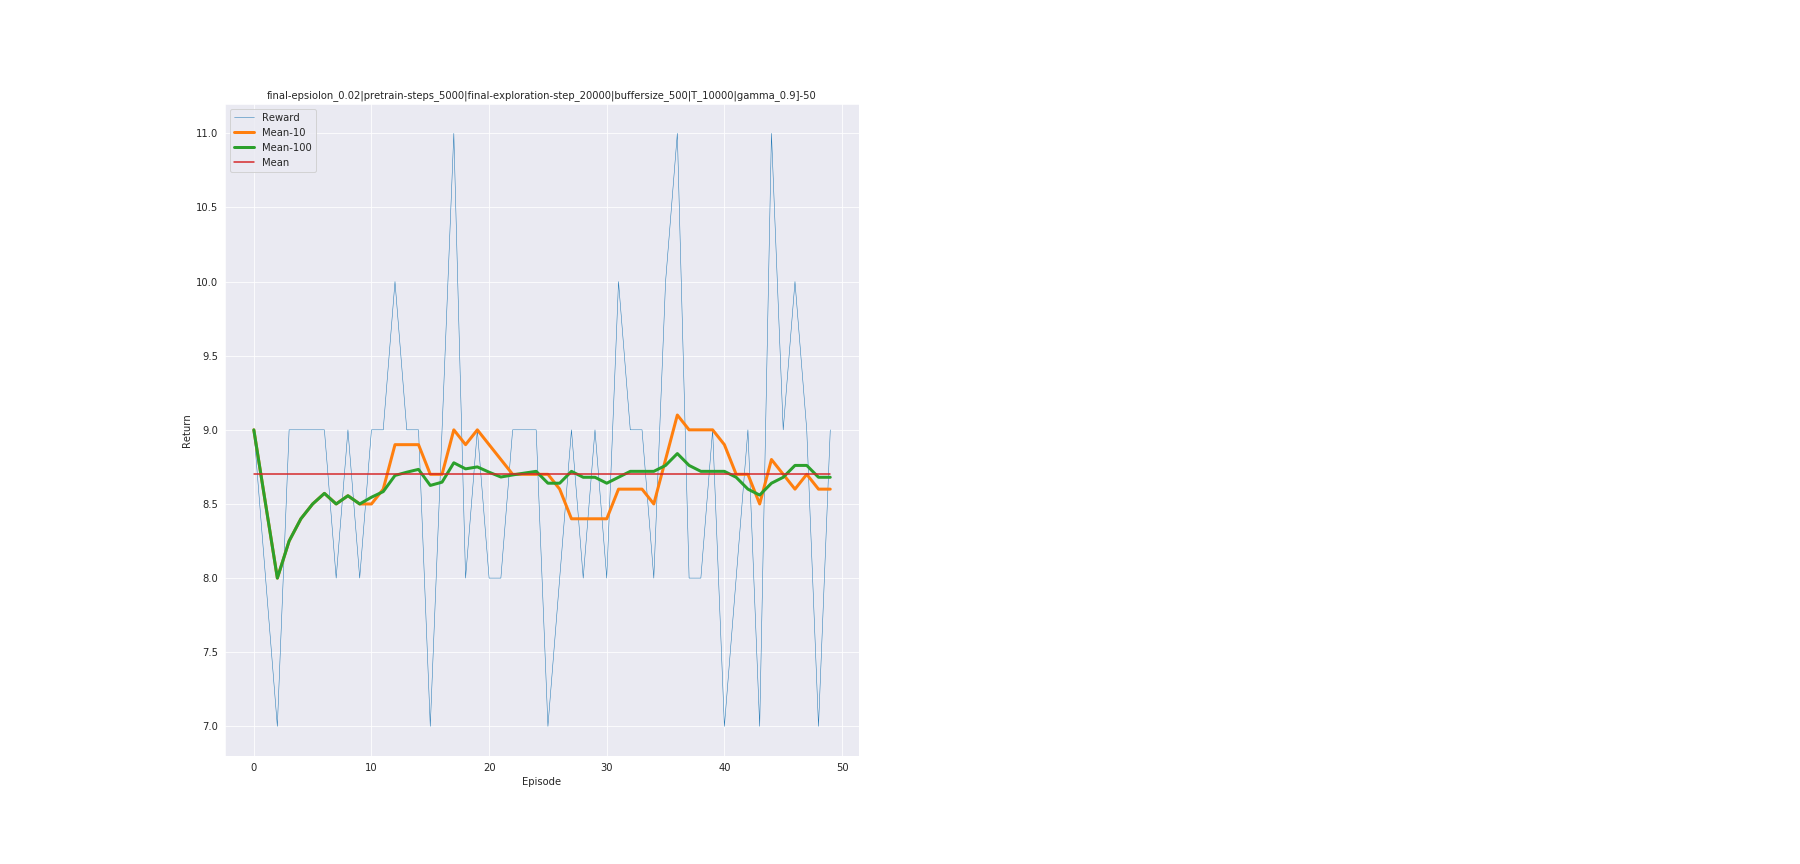 final-epsiolon_0.02|pretrain-steps_5000|final-exploration-step_20000|buffersize_500|T_10000|gamma_0.9]-50
Reward
Mean-10
Mean-100
Mean
11.0
10.5
10.0
9.5
9.0
8.5
8.0
7.5
7.0
Return
0 10 20 30 40 50
Episode